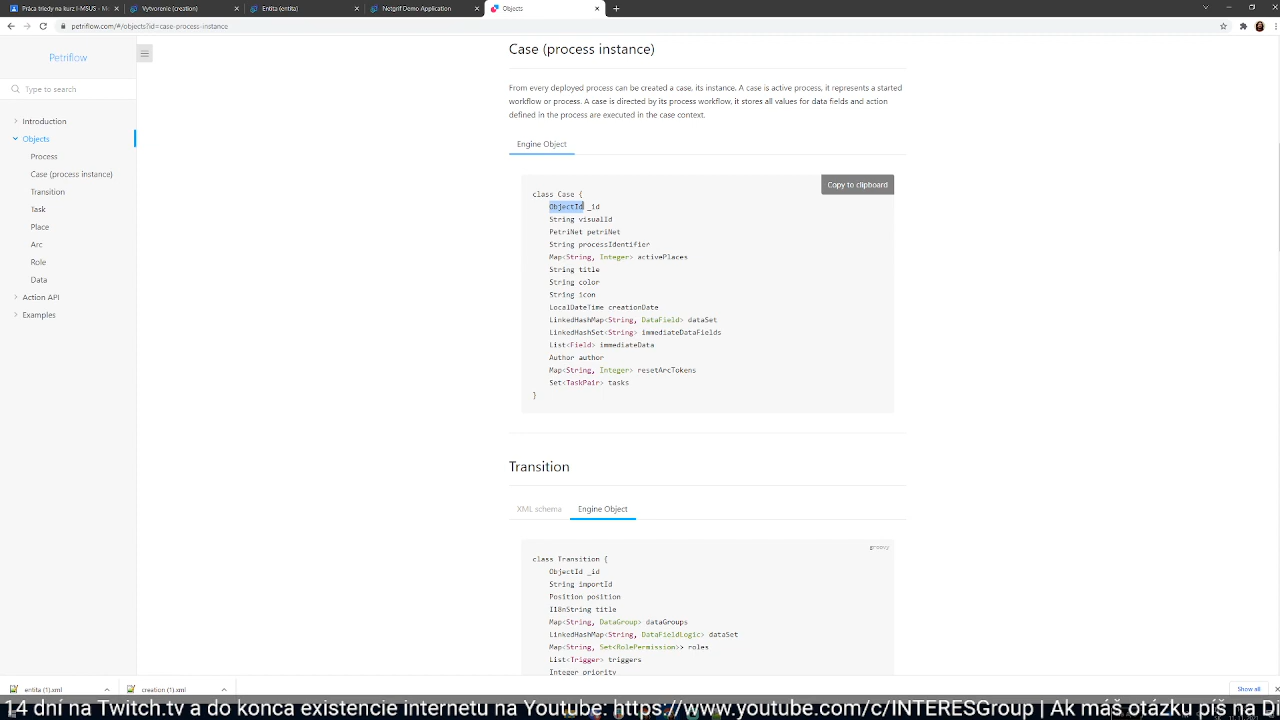 Práca triedy na kurz I-MSUS - M
Vytvorenie (creation)
Entita (entita)
Netgrif Demo Application
Objects
petriflow.com/#/objects?id=case-process-instance
Petriflow
Type to search
Introduction
Objects
Process
Case (process instance)
Transition
Task
Place
Arc
Role
Data
Action API
Examples
Case (process instance)
From every deployed process can be created a case, its instance. A case is active process, it represents a started
workflow or process. A case is directed by its process workflow, it stores all values for data fields and action
defined in the process are executed in the case context.
Engine Object
Copy to clipboard
class Case {
ObjectId _id
String visualId
PetriNet petriNet
String processIdentifier
Map<String, Integer> activePlaces
String title
String color
String icon
LocalDateTime creationDate
LinkedHashMap<String, DataField> dataSet
LinkedHashSet<String> immediateDataFields
List<Field> immediateData
Author author
Map<String, Integer> resetArcTokens
Set<TaskPair> tasks
}
Transition
XML schema
Engine Object
groovy
class Transition {
ObjectId _id
String importId
Position position
I18nString title
Map<String, DataGroup> dataGroups
LinkedHashMap<String, DataFieldLogic> dataSet
Map<String, Set<RolePermission>> roles
List<Trigger> triggers
Integer priority
entita (1).xml
creation (1).xml
Show all
14 dní na Twitch.tv a do konca existencie internetu na Youtube: https://www.youtube.com/c/INTERESGroup | Ak máš otázku píš na DI